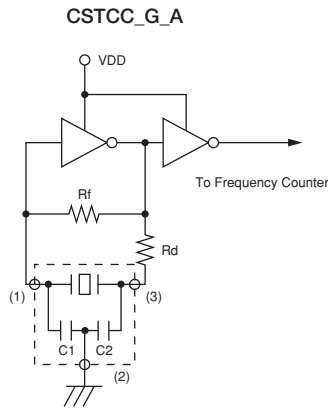 CSTCC_G_A
VDD
To Frequency Counter
Rf
Rd
(1)
(3)
C1
C2
(2)